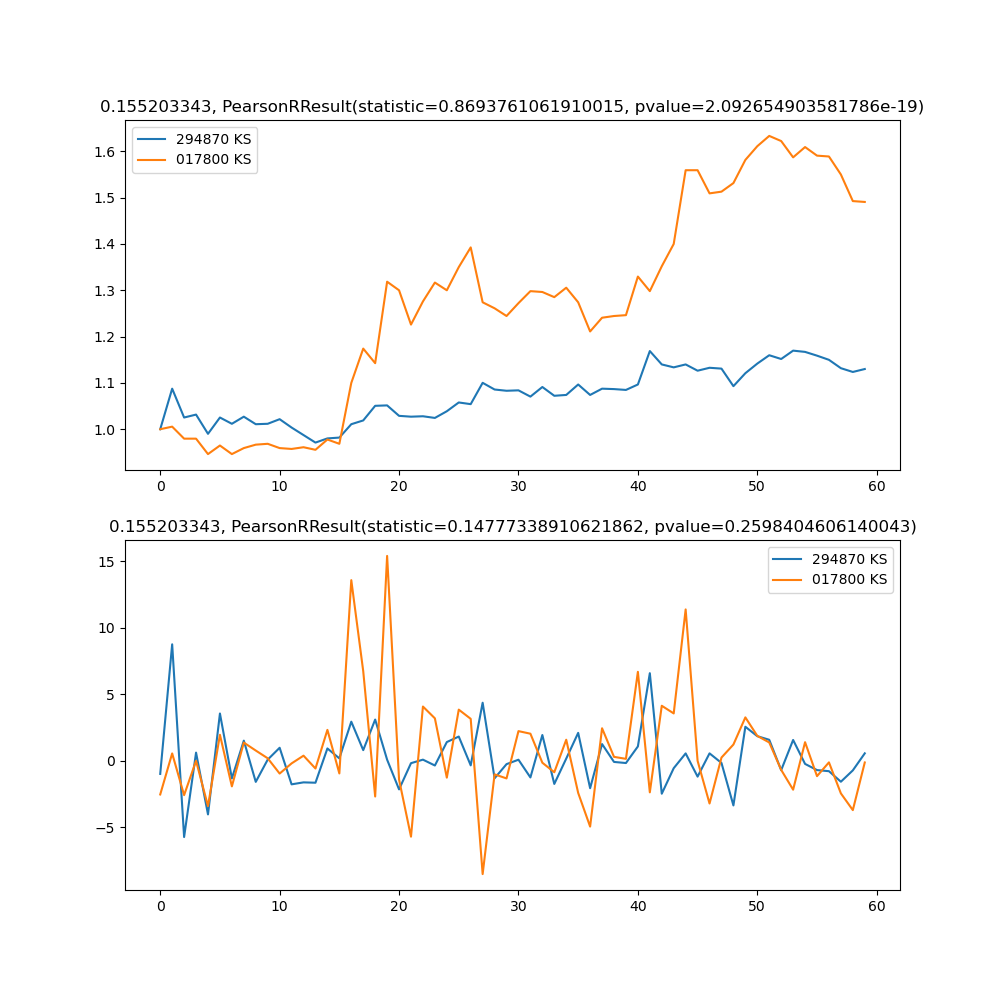 0.155203343, PearsonRResult(statistic=0.8693761061910015, pvalue=2.092654903581786e-19)
294870 KS
017800 KS
1.6
1.5
1.4
1.3
1.2
1.1
1.0
0 10 20 30 40 50 60
0.155203343, PearsonRResult(statistic=0.14777338910621862, pvalue=0.2598404606140043)
294870 KS
017800 KS
15
10
5
0
−5
0 10 20 30 40 50 60